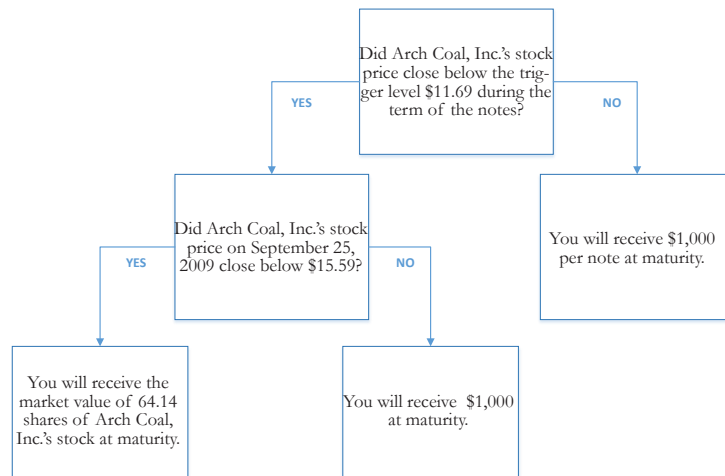 Did Arch Coal, Inc.'s stock
price close below the trig-
ger level $11.69 during the
term of the notes?
YES
NO
Did Arch Coal, Inc.'s stock
price on September 25,
2009 close below $15.59?
You will receive $1,000
per note at maturity.
YES
NO
You will receive the
market value of 64.14
shares of Arch Coal,
Inc.'s stock at maturity.
You will receive $1,000
at maturity.